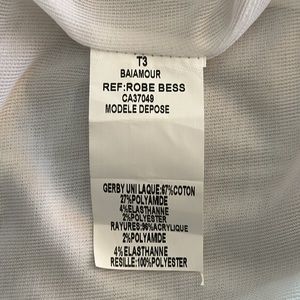 T3
BAIAMOUR
REF:ROBE BESS
CA37049
MODELE DEPOSE
GERBY UNI LAQUE:67%COTON
27%POLYAMIDE
4%ELASTHANNE
2%POLYESTER
RAYURES:96%ACRYLIQUE
2%POLYAMIDE
4%ELASTHANNE
RESILLE:100%POLYESTER